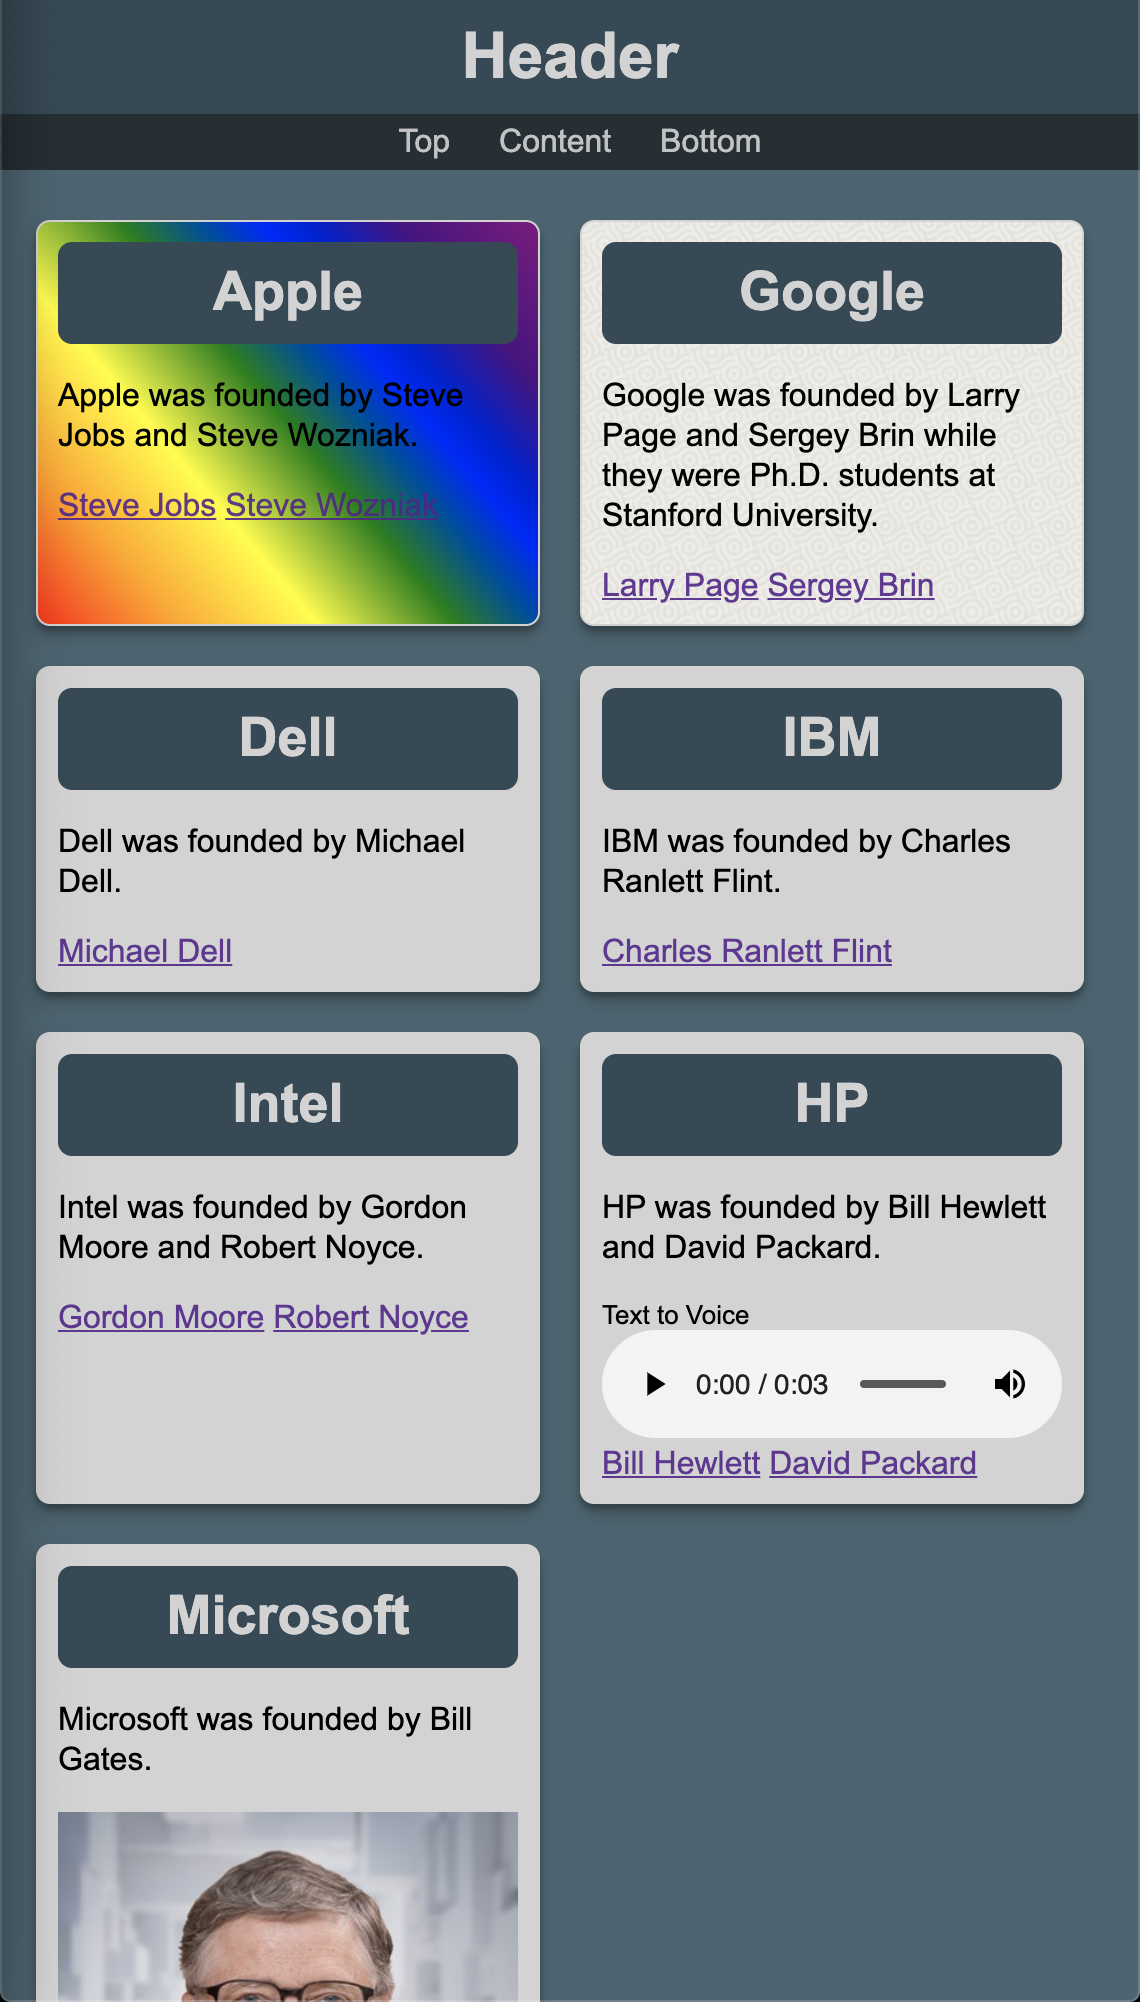 Header
Top Content Bottom
Apple
Apple was founded by Steve
Jobs and Steve Wozniak.
Steve Jobs Steve Wozniak
Google
Google was founded by Larry
Page and Sergey Brin while
they were Ph.D. students at
Stanford University.
Larry Page Sergey Brin
Dell
Dell was founded by Michael
Dell.
Michael Dell
IBM
IBM was founded by Charles
Ranlett Flint.
Charles Ranlett Flint
Intel
Intel was founded by Gordon
Moore and Robert Noyce.
Gordon Moore Robert Noyce
HP
HP was founded by Bill Hewlett
and David Packard.
Text to Voice
0:00 / 0:03
Bill Hewlett David Packard
Microsoft
Microsoft was founded by Bill
Gates.